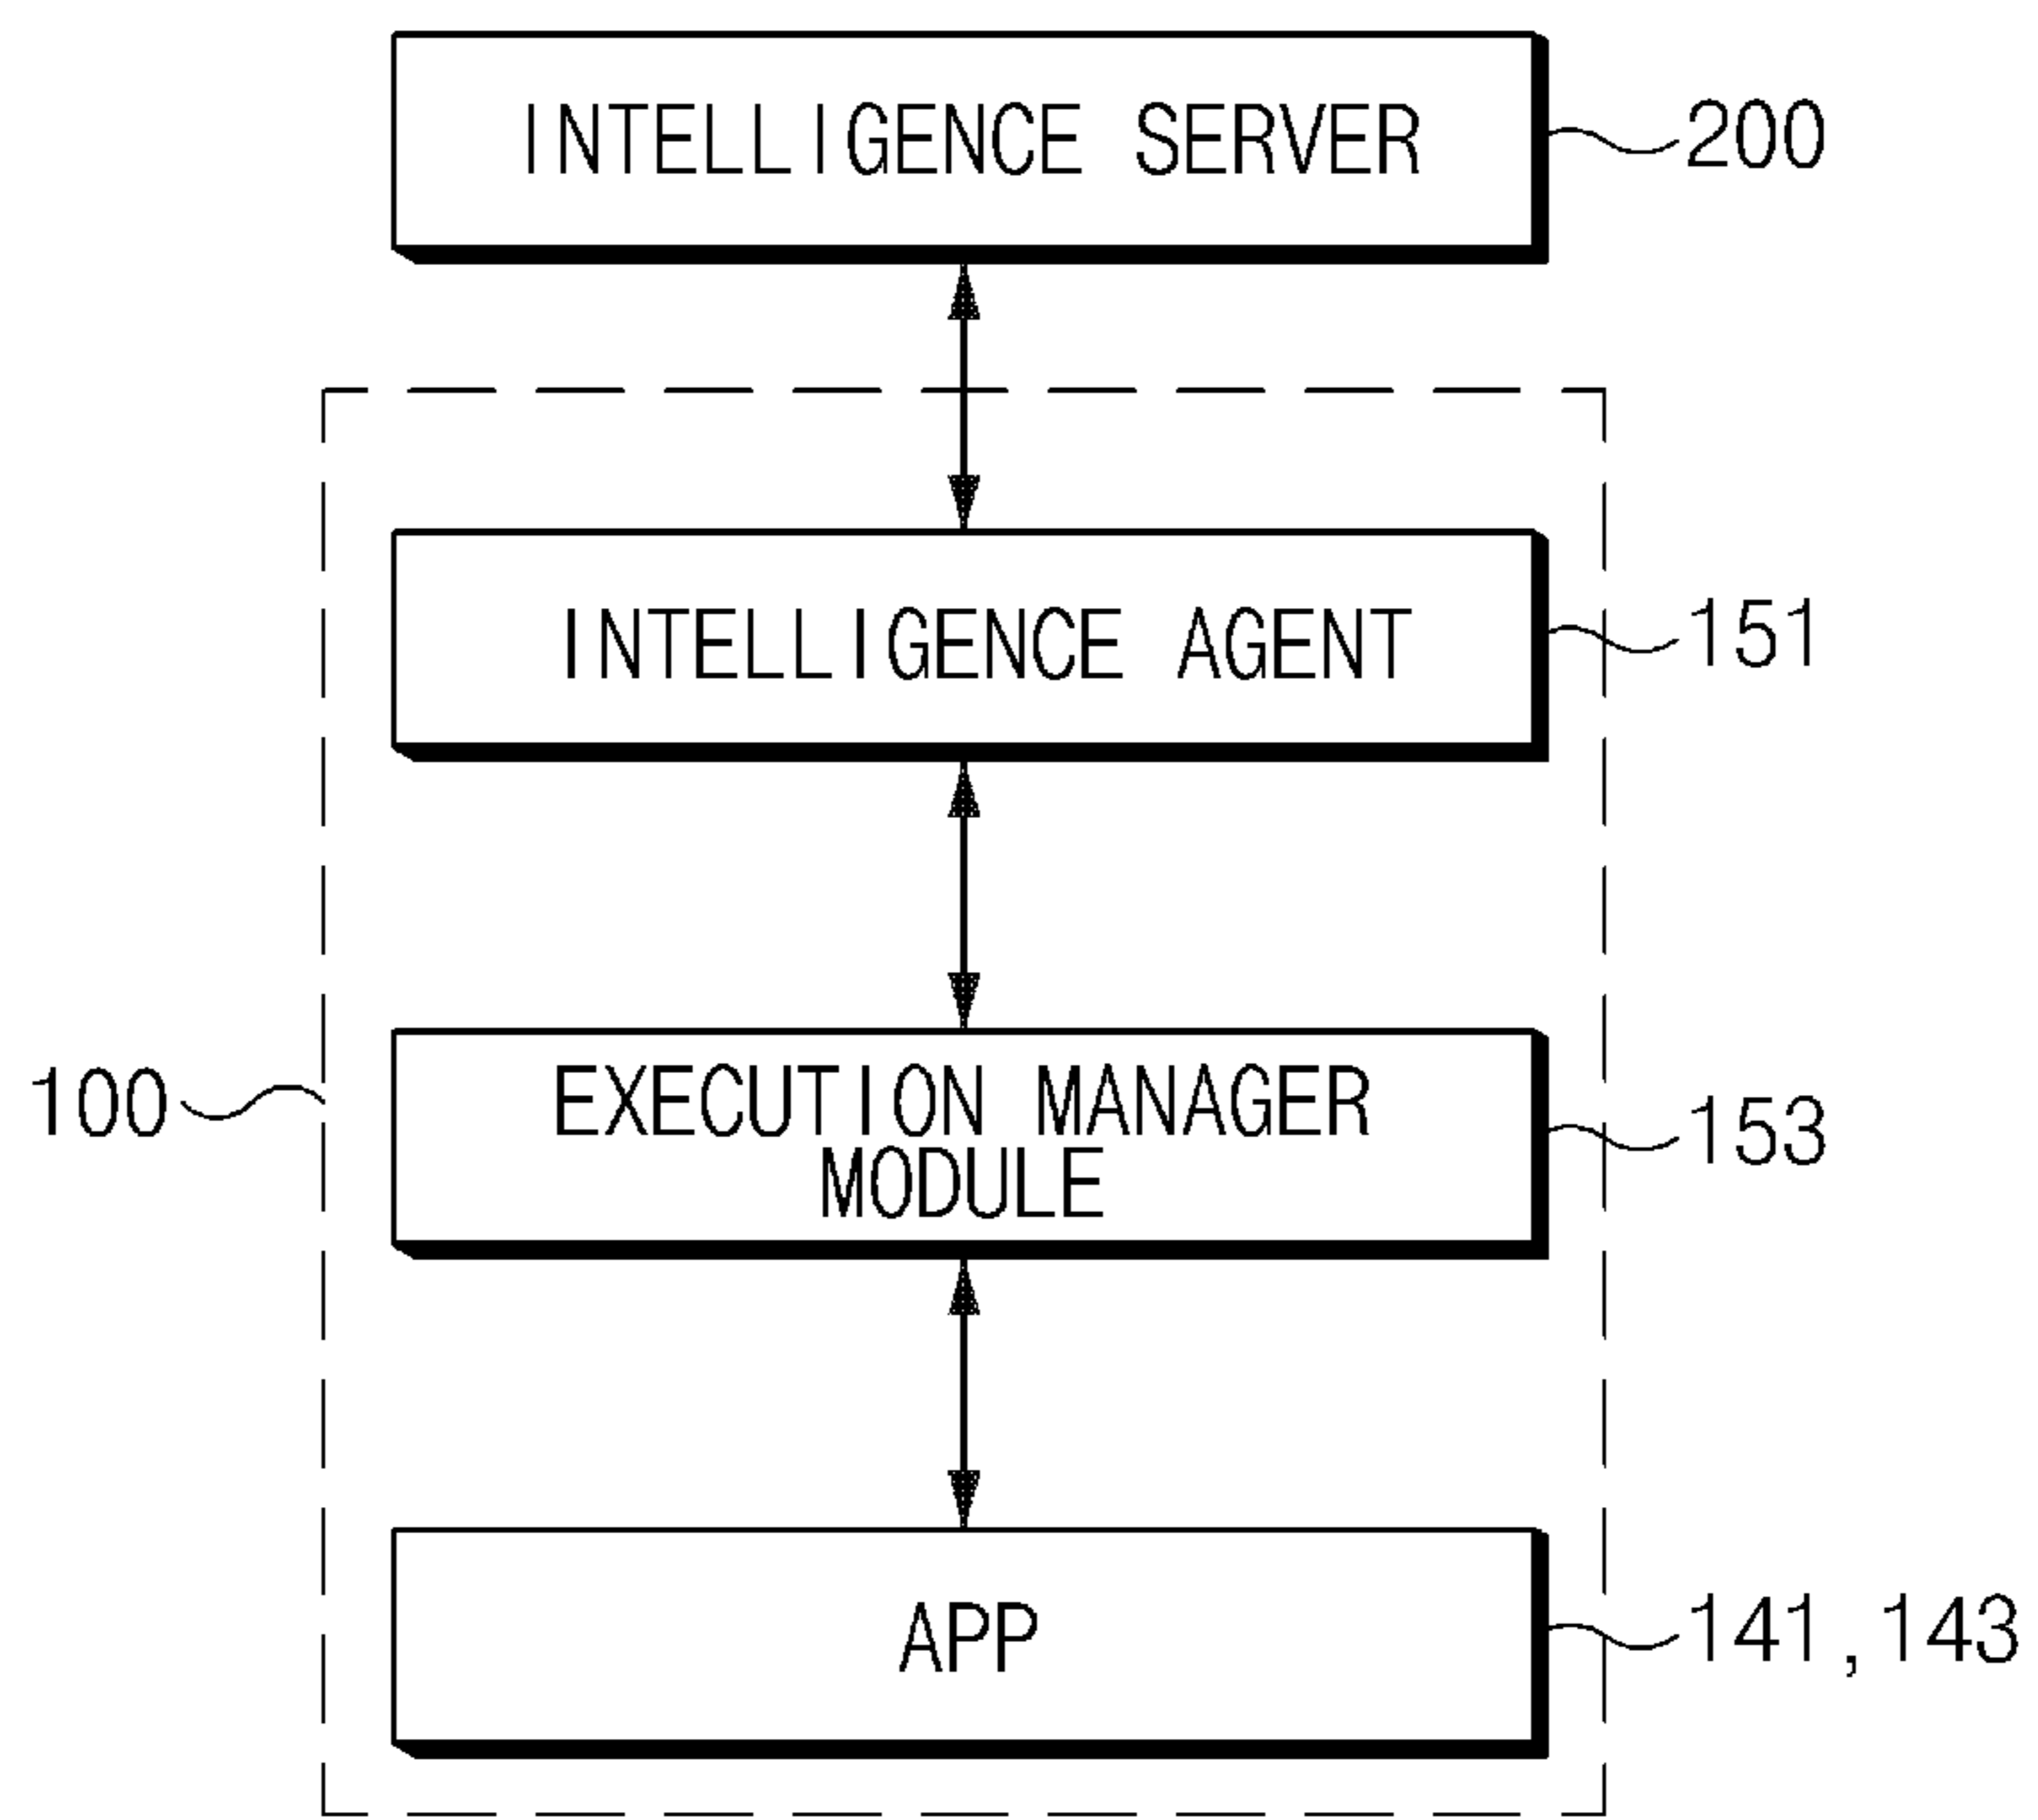 INTELLIGENCE SERVER
200
INTELLIGENCE AGENT
151
100
EXECUTION MANAGER
MODULE
153
APP
141,143